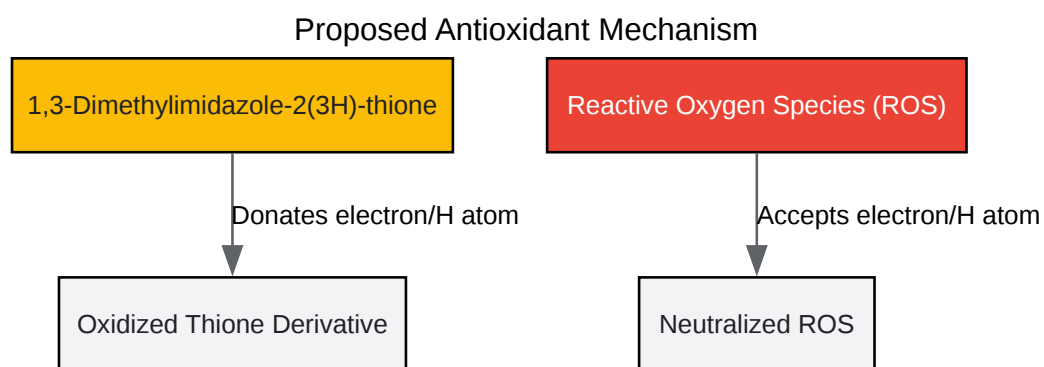 Proposed Antioxidant Mechanism
1,3-Dimethylimidazole-2(3H)-thione
Reactive Oxygen Species (ROS)
Donates electron/H atom
Accepts electron/H atom
Oxidized Thione Derivative
Neutralized ROS